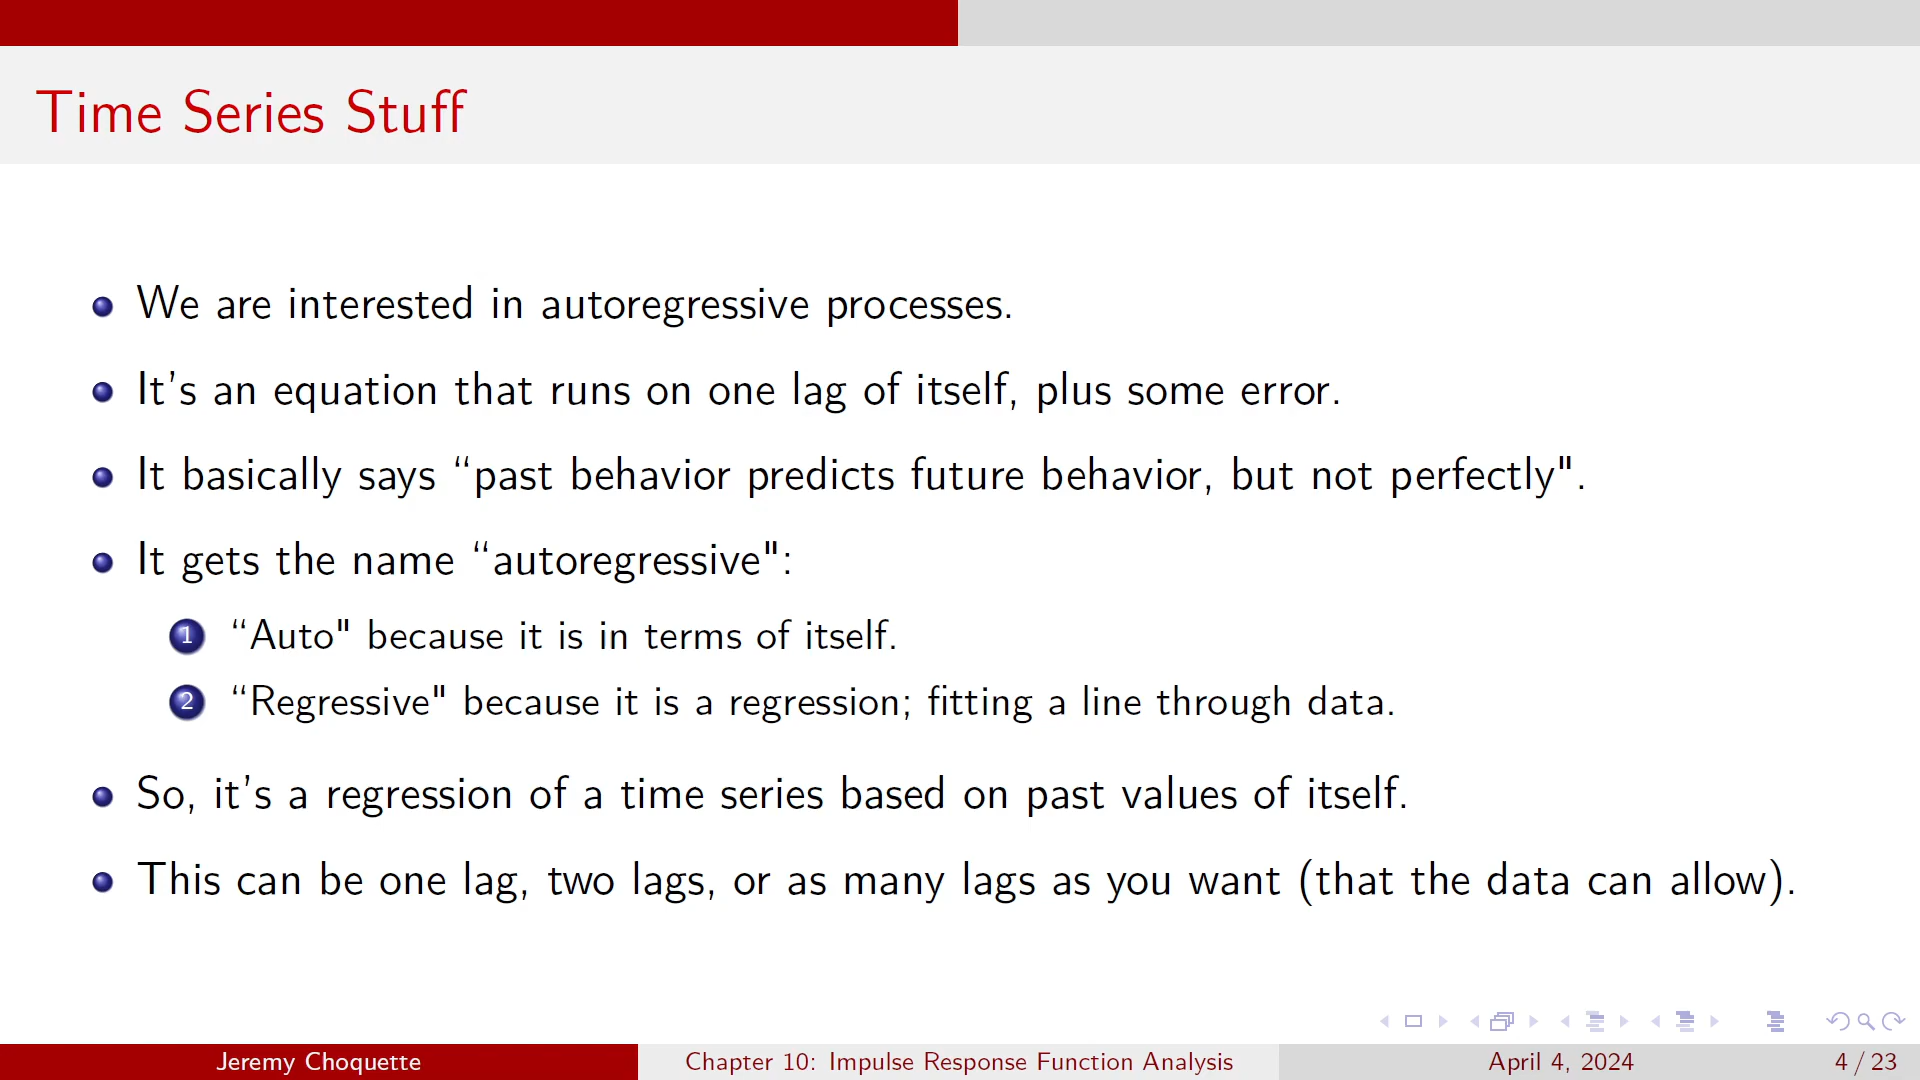 Time Series Stuff
We are interested in autoregressive processes.
It’s an equation that runs on one lag of itself, plus some error.
It basically says “past behavior predicts future behavior, but not perfectly".
It gets the name “autoregressive":
1 “Auto" because it is in terms of itself.
2 “Regressive" because it is a regression; fitting a line through data.
So, it’s a regression of a time series based on past values of itself.
This can be one lag, two lags, or as many lags as you want (that the data can allow).
Jeremy Choquette Chapter 10: Impulse Response Function Analysis April 4, 2024 4 / 23